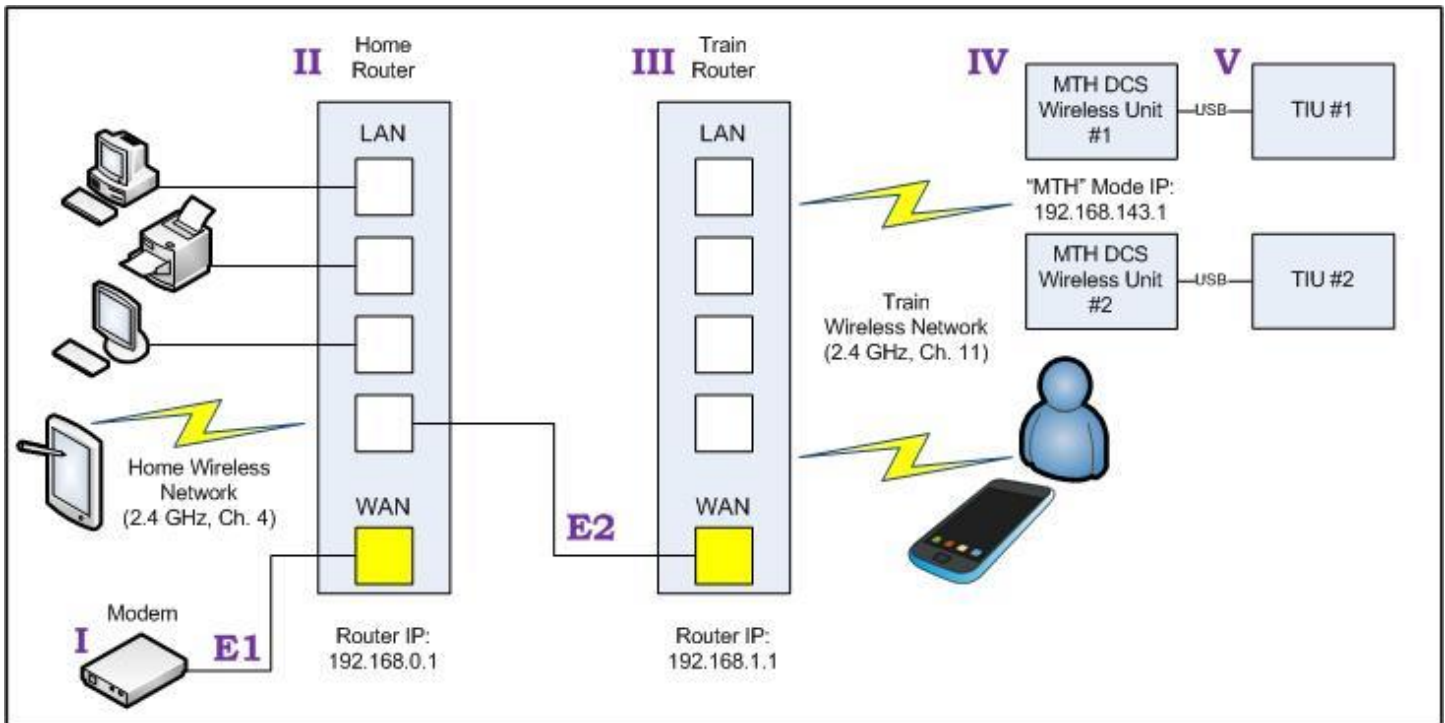 II
Home
Router
LAN
Home Wireless
Network
(2.4 GHz, Ch. 4)
WAN
Modem
I
E1
Router IP:
192.168.0.1
E2
III
Train
Router
LAN
WAN
Router IP:
192.168.1.1
Train
Wireless Network
(2.4 GHz, Ch. 11)
IV
MTH DCS
Wireless Unit
#1
USB
V
TIU #1
"MTH" Mode IP:
192.168.143.1
MTH DCS
Wireless Unit
#2
USB
TIU #2